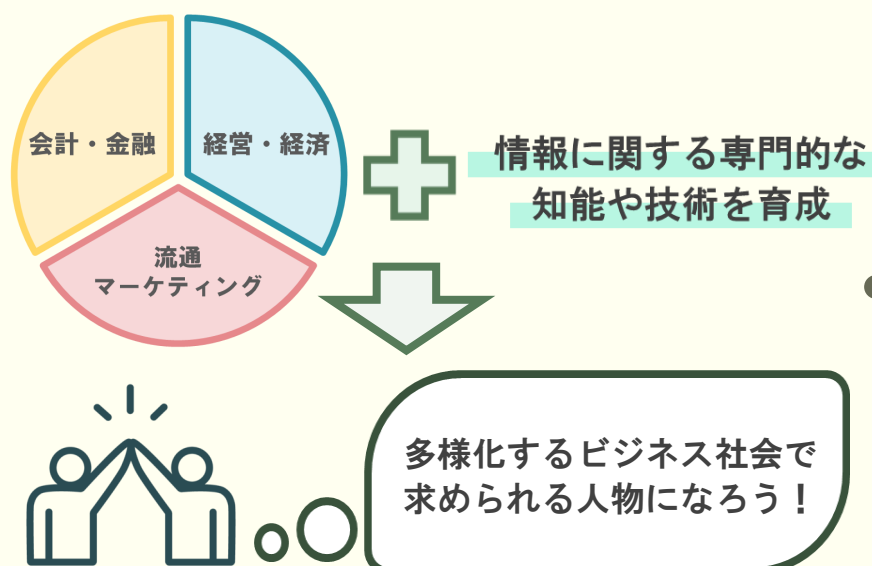 会計・金融
経営・経済
流通
マーケティング
情報に関する専門的な
知能や技術を育成
多様化するビジネス社会で
求められる人物になろう！